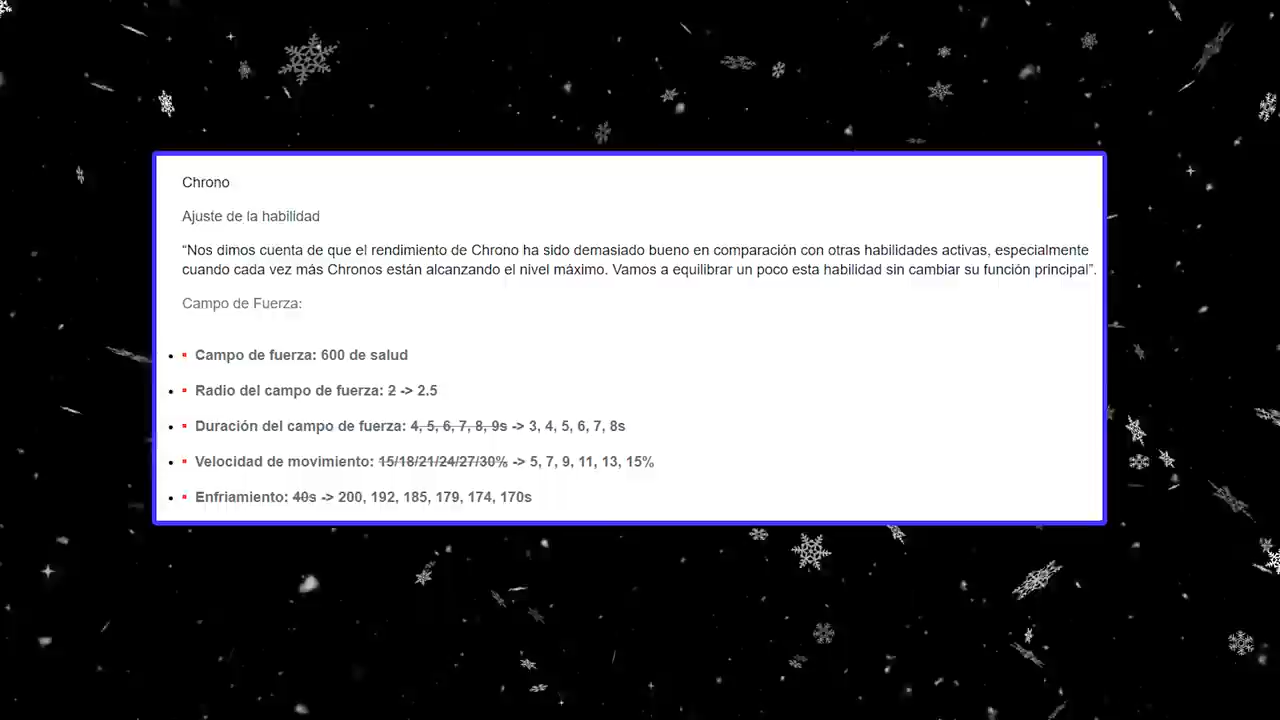 Chrono
Ajuste de la habilidad
“Nos dimos cuenta de que el rendimiento de Chrono ha sido demasiado bueno en comparación con otras habilidades activas, especialmente
cuando cada vez más Chronos están alcanzando el nivel máximo. Vamos a equilibrar un poco esta habilidad sin cambiar su función principal”.
Campo de Fuerza:
Campo de fuerza: 600 de salud
Radio del campo de fuerza: 2 -> 2.5
Duración del campo de fuerza: 4, 5, 6, 7, 8, 9s -> 3, 4, 5, 6, 7, 8s
Velocidad de movimiento: 15/18/21/24/27/30% -> 5, 7, 9, 11, 13, 15%
Enfriamiento: 40s -> 200, 192, 185, 179, 174, 170s